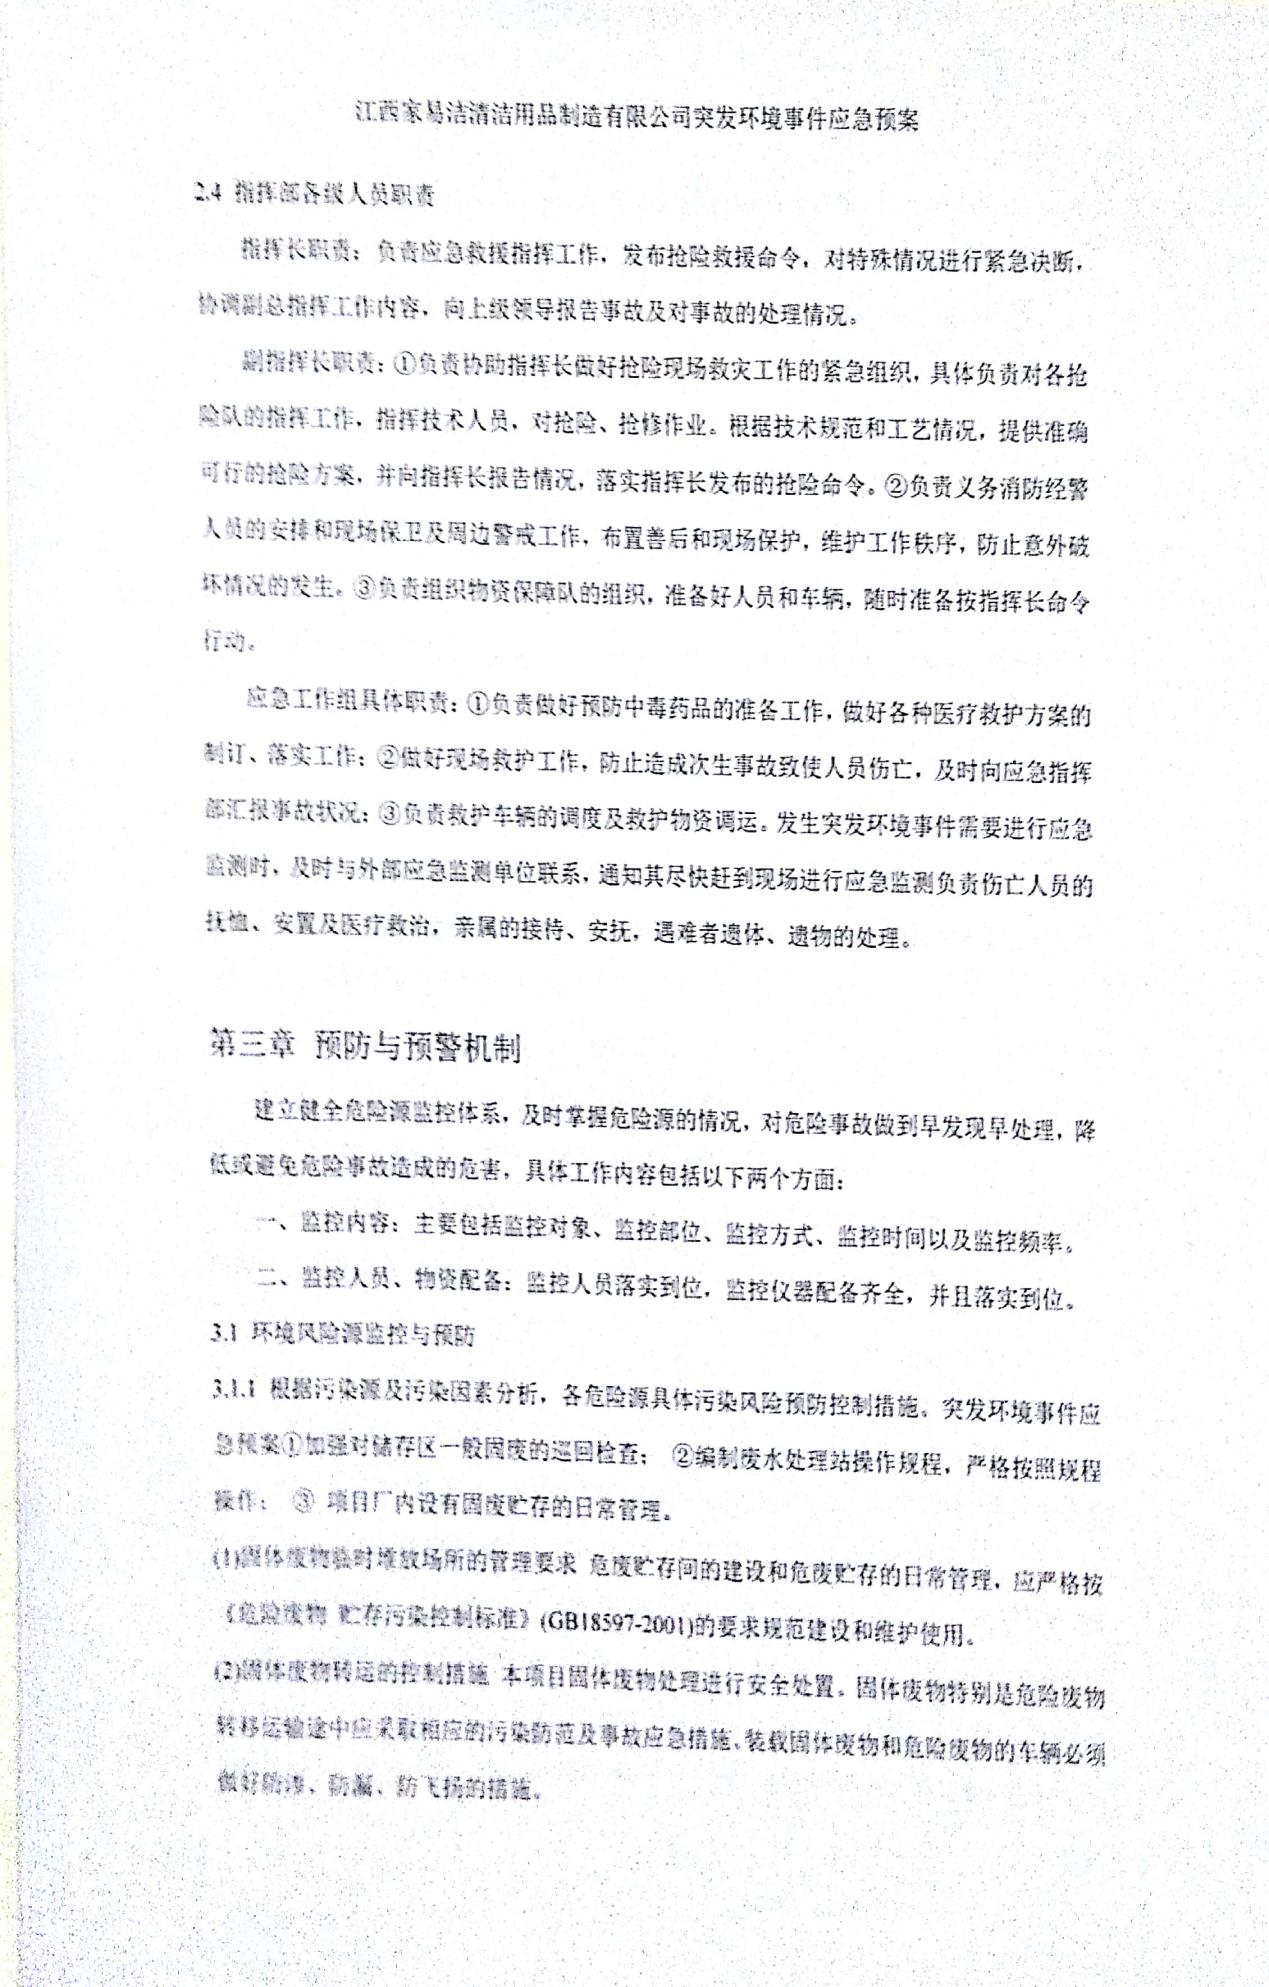 江西家易洁清洁用品制造有限公司突发环境事件应急预案
2.4 指挥部各级人员职责
指挥长职责：负责应急救援指挥工作，发布抢险救援命令，对特殊情况进行紧急决断，
协调副总指挥工作内容，向上级领导报告事故及对事故的处理情况。
副指挥长职责：①负责协助指挥长做好抢险现场救灾工作的紧急组织，具体负责对各抢
险队的指挥工作，指挥技术人员，对抢险、抢修作业。根据技术规范和工艺情况，提供准确
可行的抢险方案，并向指挥长报告情况，落实指挥长发布的抢险命令。②负责义务消防经警
人员的安排和现场保卫及周边警戒工作，布置善后和现场保护，维护工作秩序，防止意外破
坏情况的发生。③负责组织物资保障队的组织，准备好人员和车辆，随时准备按指挥长命令
行动。
应急工作组具体职责：①负责做好预防中毒药品的准备工作，做好各种医疗救护方案的
制订、落实工作；②做好现场救护工作，防止造成次生事故致使人员伤亡，及时向应急指挥
部汇报事故状况；③负责救护车辆的调度及救护物资调运。发生突发环境事件需要进行应急
监测时，及时与外部应急监测单位联系，通知其尽快赶到现场进行应急监测负责伤亡人员的
抚恤、安置及医疗救治，亲属的接待、安抚，遇难者遗体、遗物的处理。
第三章 预防与预警机制
建立健全危险源监控体系，及时掌握危险源的情况，对危险事故做到早发现早处理，降
低或避免危险事故造成的危害，具体工作内容包括以下两个方面：
一、监控内容：主要包括监控对象、监控部位、监控方式、监控时间以及监控频率。
二、监控人员、物资配备：监控人员落实到位，监控仪器配备齐全，并且落实到位。
3.1 环境风险源监控与预防
3.1.1 根据污染源及污染因素分析，各危险源具体污染风险预防控制措施。突发环境事件应
急预案①加强对储存区一般固废的巡回检查； ②编制废水处理站操作规程，严格按照规程
操作； ③ 项目厂内设有固废贮存的日常管理。
(1)固体废物临时堆放场所的管理要求 危废贮存间的建设和危废贮存的日常管理，应严格按
《危险废物 贮存污染控制标准》(GB18597-2001)的要求规范建设和维护使用。
(2)固体废物转运的控制措施 本项目固体废物处理进行安全处置。固体废物特别是危险废物
转移运输途中应采取相应的污染防范及事故应急措施、装载固体废物和危险废物的车辆必须
做好防渗、防漏、防飞扬的措施。